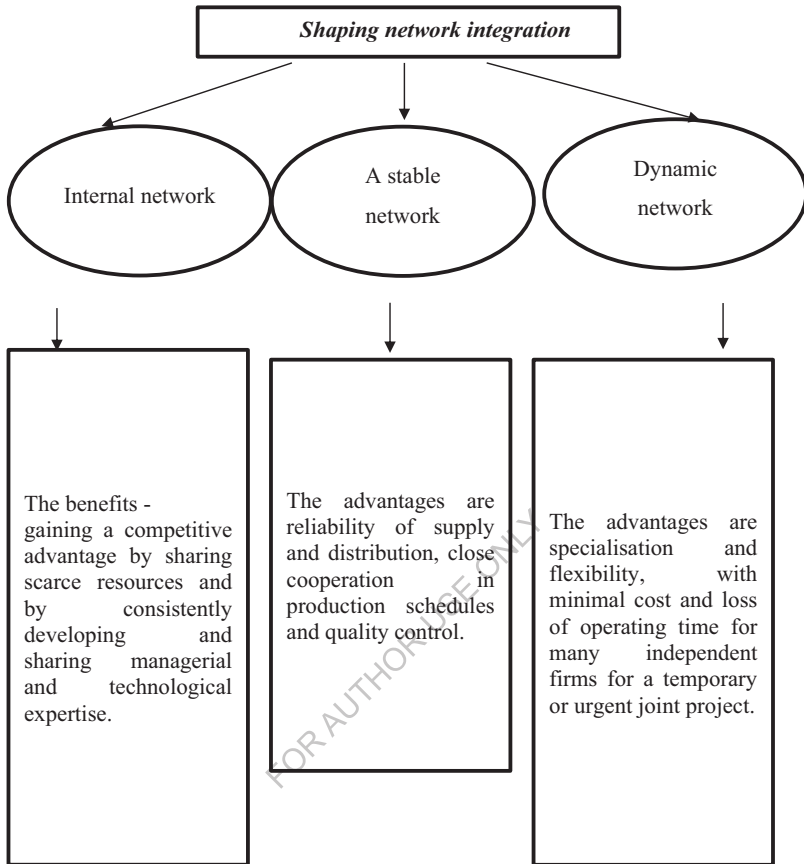 Shaping network integration
Internal network
A stable
network
Dynamic
network
The benefits -
gaining a competitive
advantage by sharing
scarce resources and
by consistently
developing and
sharing managerial
and technological
expertise.
The advantages are
reliability of supply
and distribution, close
cooperation in
production schedules
and quality control.
The advantages are
specialisation and
flexibility, with
minimal cost and loss
of operating time for
many independent
firms for a temporary
or urgent joint project.
FOR AUTHOR USE ONLY